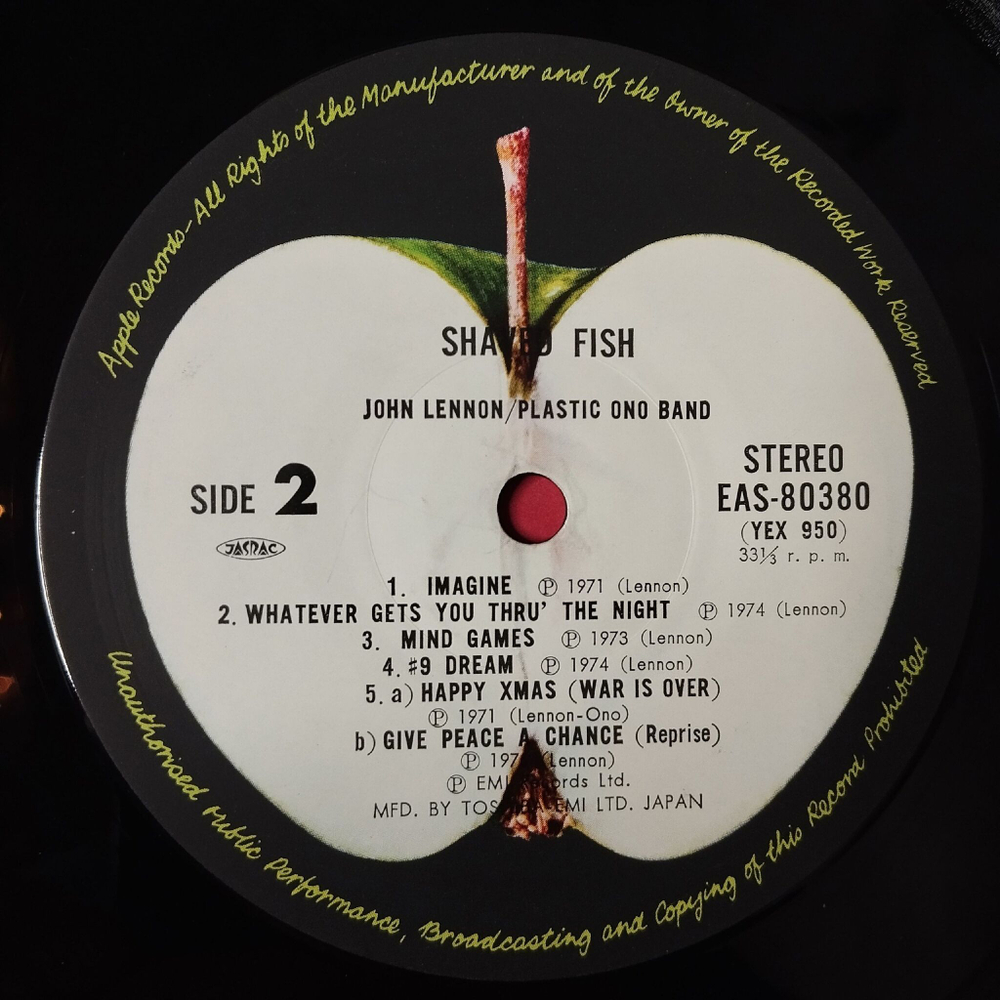 Apple Records—All Rights of the Manufacturer and of the Owner of the Recorded Work Reserved
SHAVED FISH
JOHN LENNON/PLASTIC ONO BAND
STEREO
SIDE 2
EAS-80380
(YEX 950)
JASRAC
33⅓ r. p. m.
1. IMAGINE Ⓟ 1971 (Lennon)
2. WHATEVER GETS YOU THRU' THE NIGHT Ⓟ 1974 (Lennon)
3. MIND GAMES Ⓟ 1973 (Lennon)
4. #9 DREAM Ⓟ 1974 (Lennon)
5. a) HAPPY XMAS (WAR IS OVER)
Ⓟ 1971 (Lennon-Ono)
b) GIVE PEACE A CHANCE (Reprise)
Ⓟ (Lennon)
Ⓟ EMI Records Ltd.
MFD. BY TOSHIBA-EMI LTD. JAPAN
Unauthorised Public Performance, Broadcasting and Copying of this Record Prohibited